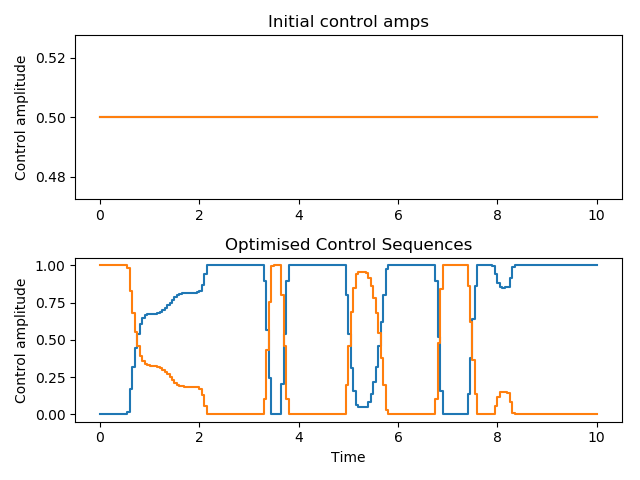 Initial control amps
Control amplitude
0.52
0.50
0.48
0 2 4 6 8 10
Optimised Control Sequences
Control amplitude
1.00
0.75
0.50
0.25
0.00
0 2 4 6 8 10
Time